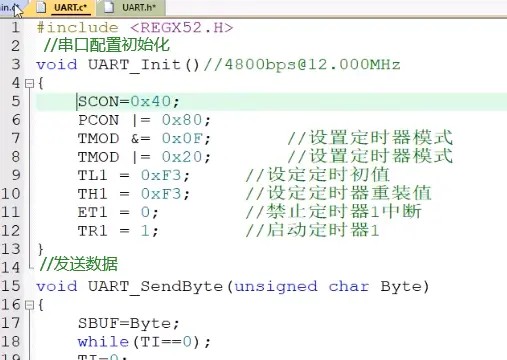 UART.c* UART.h*
1 #include <REGX52.H>
2 //串口配置初始化
3 void UART_Init()//4800bps@12.000MHz
4 {
5 SCON=0x40;
6 PCON |= 0x80;
7 TMOD &= 0x0F; //设置定时器模式
8 TMOD |= 0x20; //设置定时器模式
9 TL1 = 0xF3; //设定定时初值
10 TH1 = 0xF3; //设定定时器重装值
11 ET1 = 0; //禁止定时器1中断
12 TR1 = 1; //启动定时器1
13 }
14 //发送数据
15 void UART_SendByte(unsigned char Byte)
16 {
17 SBUF=Byte;
18 while(TI==0);
19 TI=0;